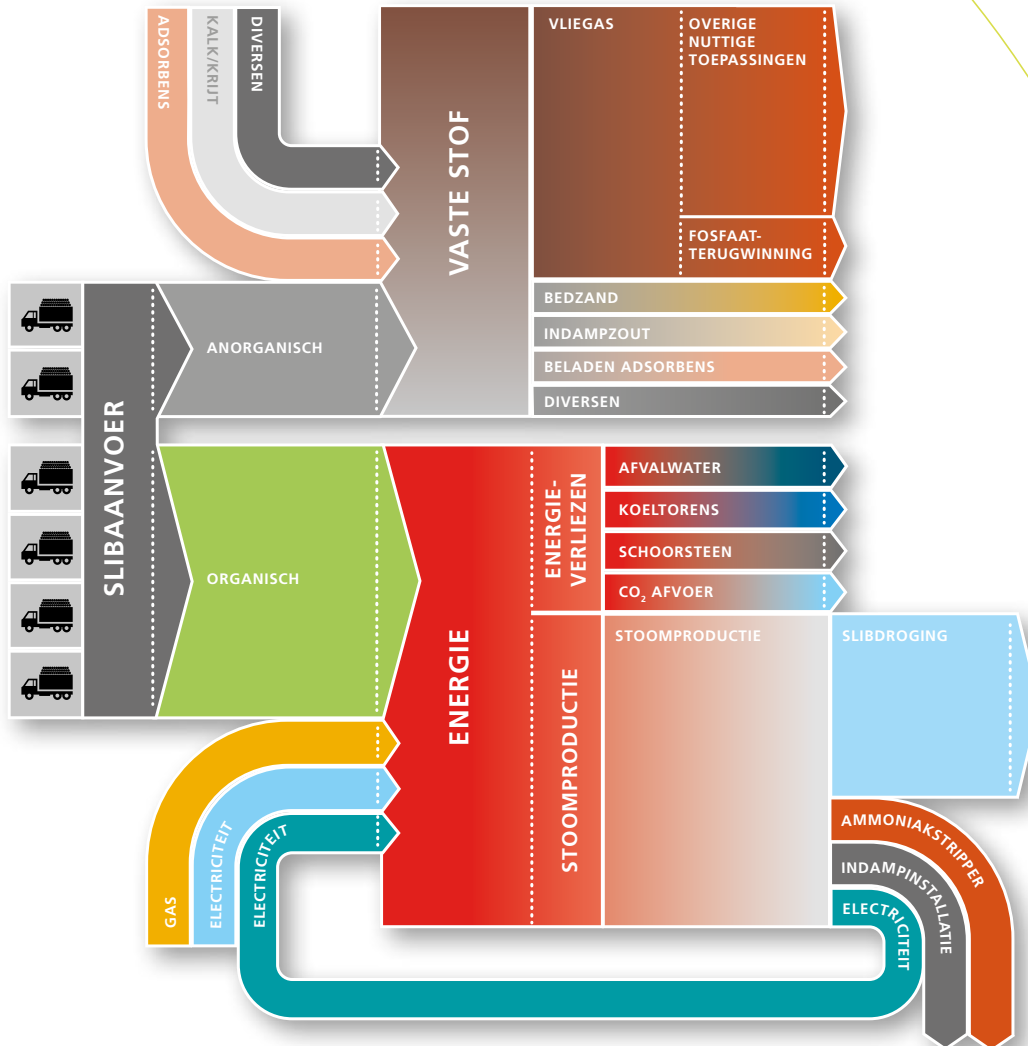 ADSORBENS
KALK/KRIJT
DIVERSEN
VASTE STOF
VLIEGAS
OVERIGE
NUTTIGE
TOEPASSINGEN
FOSFAAT-
TERUGWINNING
BEDZAND
INDAMPZOUT
BELADEN ADSORBENS
DIVERSEN
SLIBAANVOER
ANORGANISCH
ORGANISCH
ENERGIE
ENERGIE-
VERLIEZEN
AFVALWATER
KOELTORENS
SCHOORSTEEN
CO₂ AFVOER
STOOMPRODUCTIE
STOOMPRODUCTIE
SLIBDROGING
GAS
ELECTRICITEIT
ELECTRICITEIT
AMMONIAKSTRIPPER
INDAMPINSTALLATIE
ELECTRICITEIT